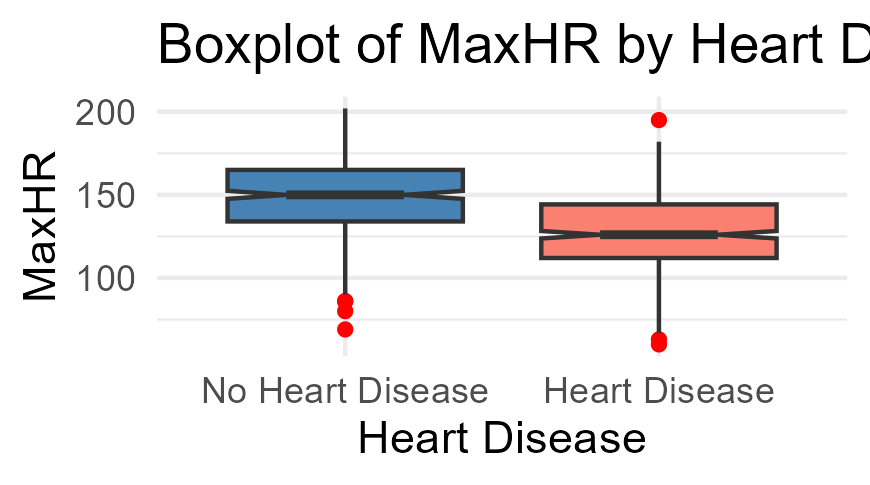 Boxplot of MaxHR by Heart D
200
150
100
MaxHR
No Heart Disease
Heart Disease
Heart Disease